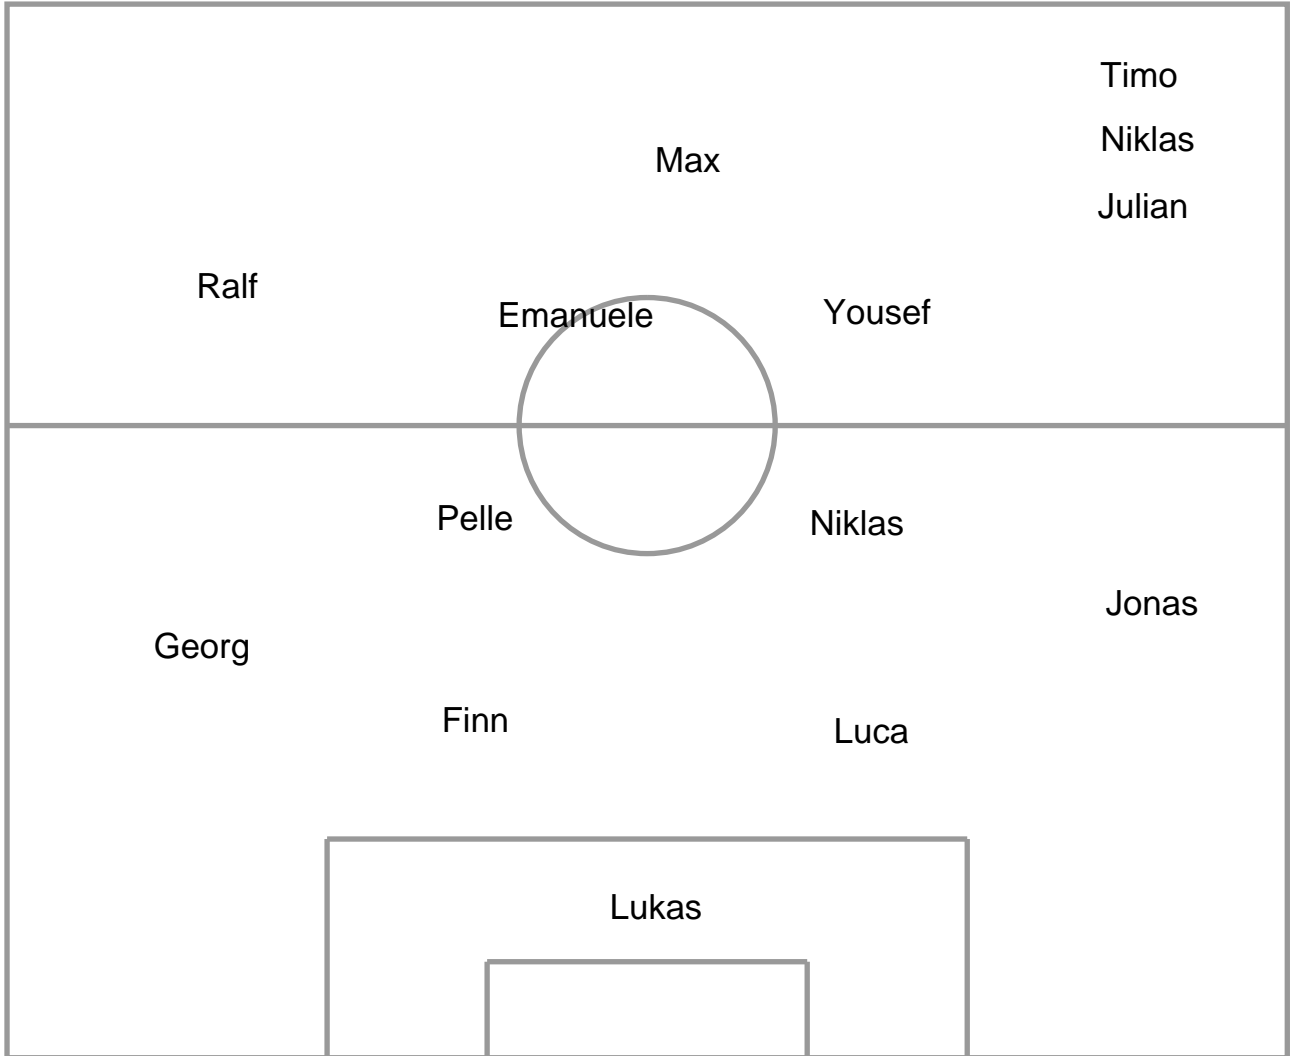 Timo
Niklas
Max
Julian
Ralf
Emanuele
Yousef
Pelle
Niklas
Jonas
Georg
Finn
Luca
Lukas